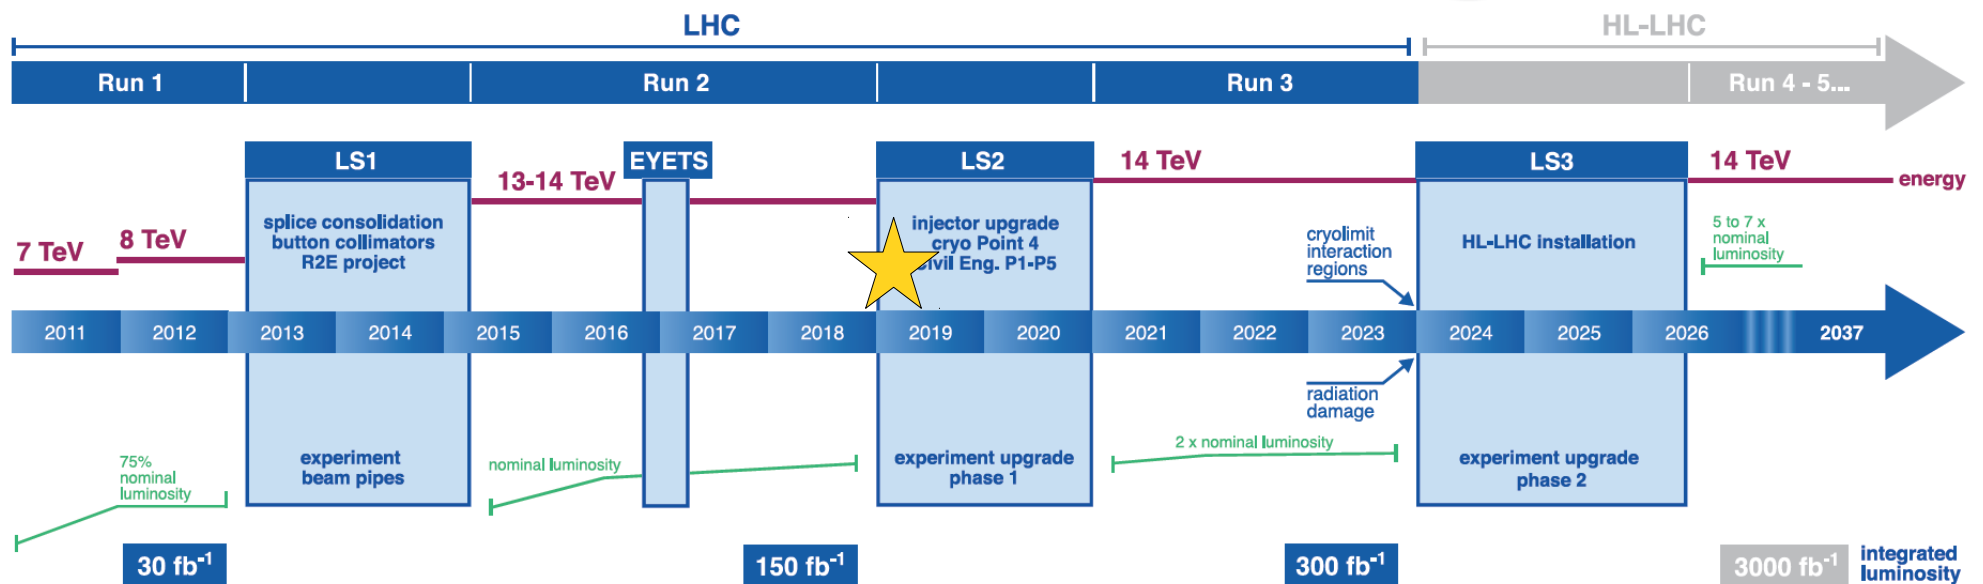 LHC
HL-LHC
Run 1
Run 2
Run 3
Run 4 - 5...
LS1
EYETS
LS2
LS3
7 TeV
8 TeV
13-14 TeV
14 TeV
14 TeV
energy
splice consolidation
button collimators
R2E project
injector upgrade
cryo Point 4
Civil Eng. P1-P5
cryolimit
interaction
regions
HL-LHC installation
5 to 7 x
nominal
luminosity
2011
2012
2013
2014
2015
2016
2017
2018
2019
2020
2021
2022
2023
2024
2025
2026
2037
radiation
damage
75%
nominal
luminosity
experiment
beam pipes
nominal luminosity
experiment upgrade
phase 1
2 x nominal luminosity
experiment upgrade
phase 2
30 fb⁻¹
150 fb⁻¹
300 fb⁻¹
3000 fb⁻¹
integrated
luminosity